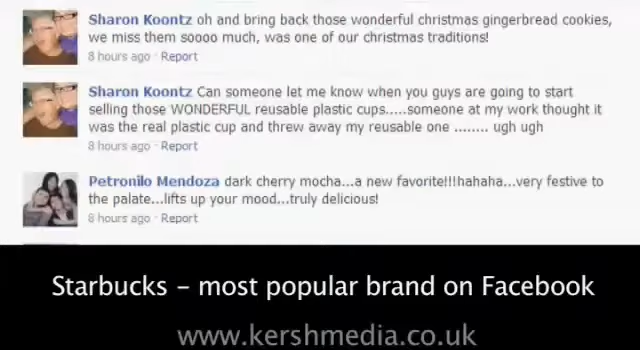 Sharon Koontz oh and bring back those wonderful christmas gingerbread cookies,
we miss them soooo much, was one of our christmas traditions!
8 hours ago · Report
Sharon Koontz Can someone let me know when you guys are going to start
selling those WONDERFUL reusable plastic cups.....someone at my work thought it
was the real plastic cup and threw away my reusable one ........ ugh ugh
8 hours ago · Report
Petronilo Mendoza dark cherry mocha...a new favorite!!!hahaha...very festive to
the palate...lifts up your mood...truly delicious!
8 hours ago · Report
Starbucks – most popular brand on Facebook
www.kershmedia.co.uk